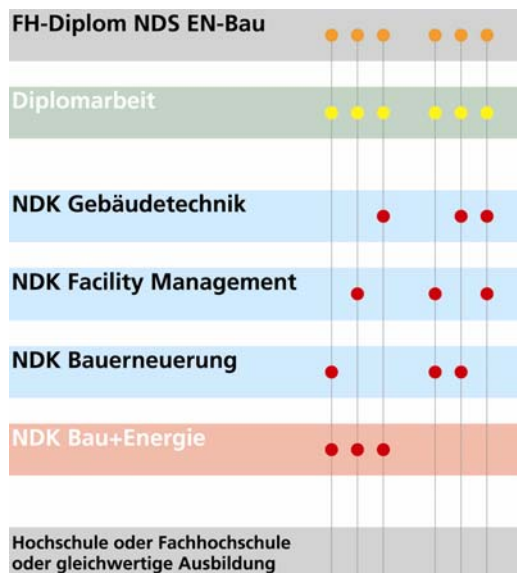 FH-Diplom NDS EN-Bau
Diplomarbeit
NDK Gebäudetechnik
NDK Facility Management
NDK Bauerneuerung
NDK Bau+Energie
Hochschule oder Fachhochschule
oder gleichwertige Ausbildung